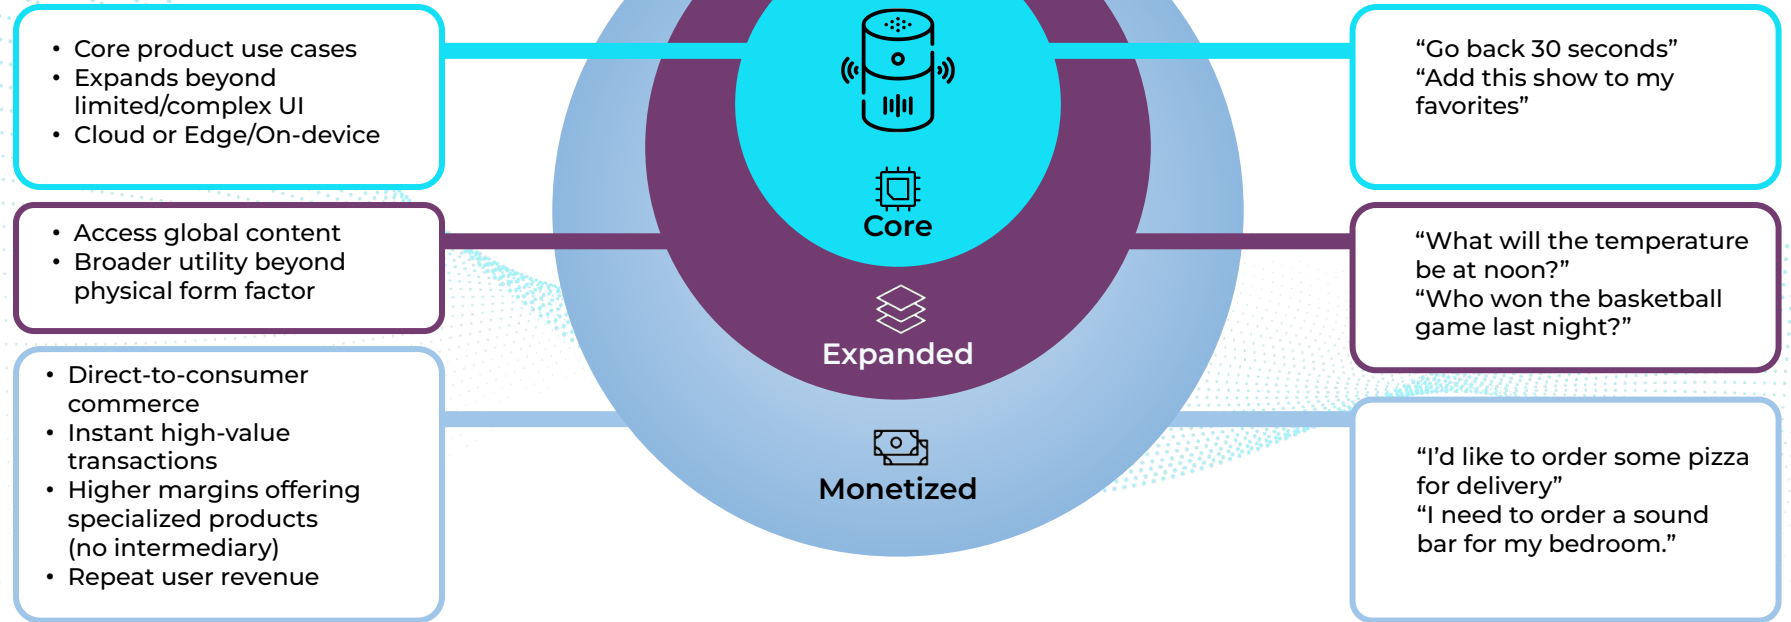 • Core product use cases
• Expands beyond
limited/complex UI
• Cloud or Edge/On-device
“Go back 30 seconds”
“Add this show to my
favorites”
Core
• Access global content
• Broader utility beyond
physical form factor
“What will the temperature
be at noon?”
“Who won the basketball
game last night?”
Expanded
• Direct-to-consumer
commerce
• Instant high-value
transactions
• Higher margins offering
specialized products
(no intermediary)
• Repeat user revenue
Monetized
“I’d like to order some pizza
for delivery”
“I need to order a sound
bar for my bedroom.”